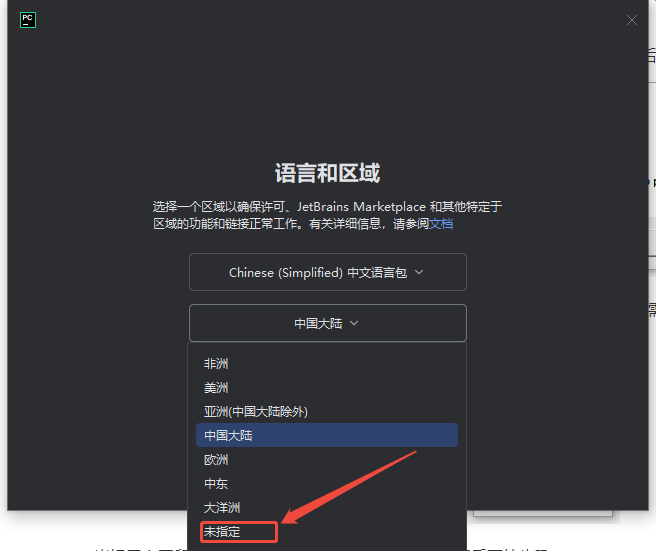 PC
语言和区域
选择一个区域以确保许可、JetBrains Marketplace 和其他特定于
区域的功能和链接正常工作。有关详细信息，请参阅文档
Chinese (Simplified) 中文语言包
中国大陆
非洲
美洲
亚洲(中国大陆除外)
中国大陆
欧洲
中东
大洋洲
未指定